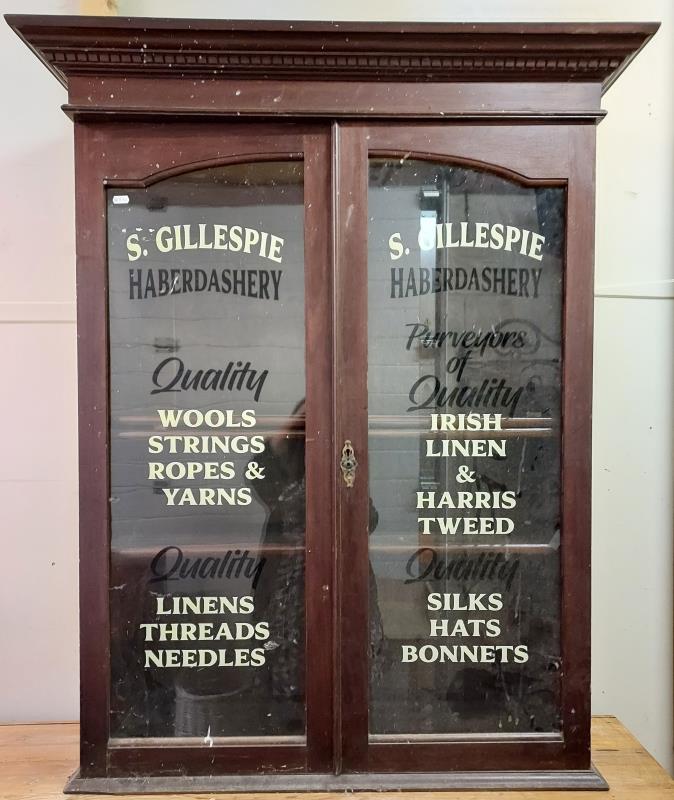 S. GILLESPIE
HABERDASHERY
Quality
WOOLS
STRINGS
ROPES &
YARNS
Quality
LINENS
THREADS
NEEDLES
S. GILLESPIE
HABERDASHERY
Purveyors
of
Quality
IRISH
LINEN
&
HARRIS
TWEED
Quality
SILKS
HATS
BONNETS